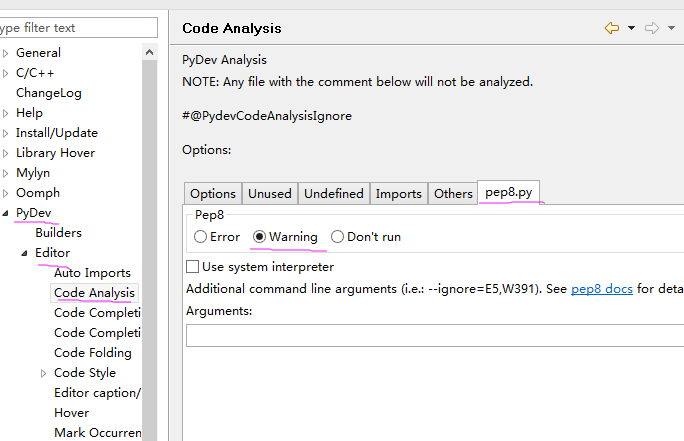 ype filter text
General
C/C++
ChangeLog
Help
Install/Update
Library Hover
Mylyn
Oomph
PyDev
Builders
Editor
Auto Imports
Code Analysis
Code Completi
Code Completi
Code Folding
Code Style
Editor caption/
Hover
Mark Occurren
Code Analysis
PyDev Analysis
NOTE: Any file with the comment below will not be analyzed.
#@PydevCodeAnalysisIgnore
Options:
Options Unused Undefined Imports Others pep8.py
Pep8
Error Warning Don't run
Use system interpreter
Additional command line arguments (i.e.: --ignore=E5,W391). See pep8 docs for deta
Arguments: